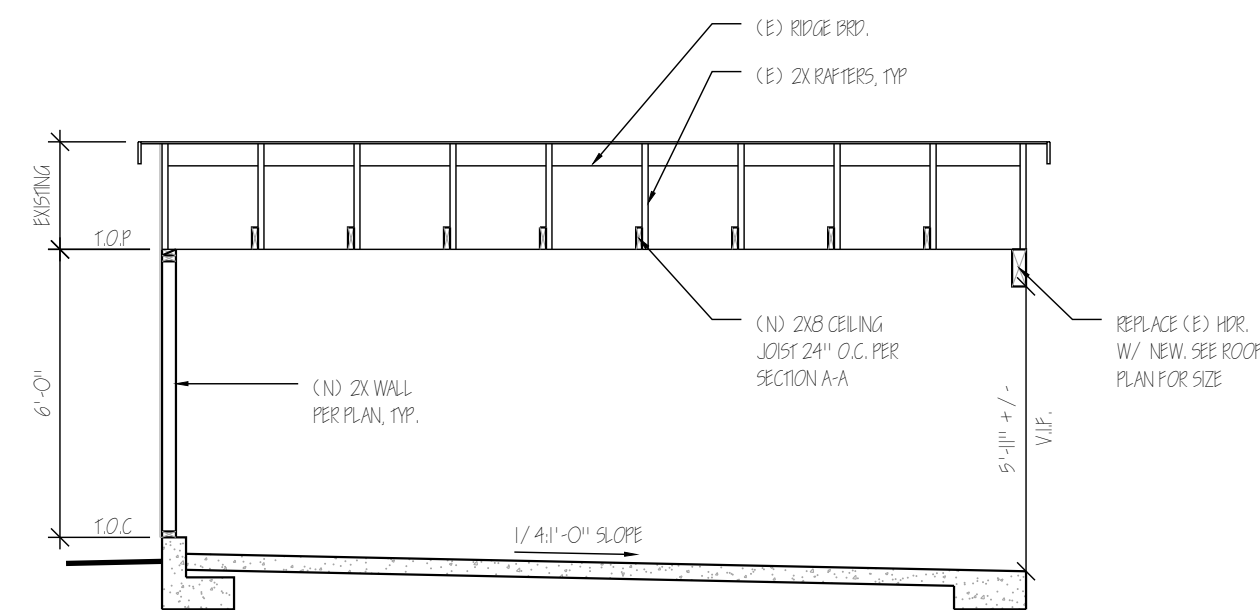 (E) RIDGE BRD.
(E) 2X RAFTERS, TYP
EXISTING
T.O.P
(N) 2X8 CEILING
JOIST 24" O.C. PER
SECTION A-A
REPLACE (E) HDR.
W/ NEW. SEE ROOF
PLAN FOR SIZE
(N) 2X WALL
PER PLAN, TYP.
6'-0"
5'-11" +/-
V.I.F.
T.O.C
1/4:1'-0" SLOPE